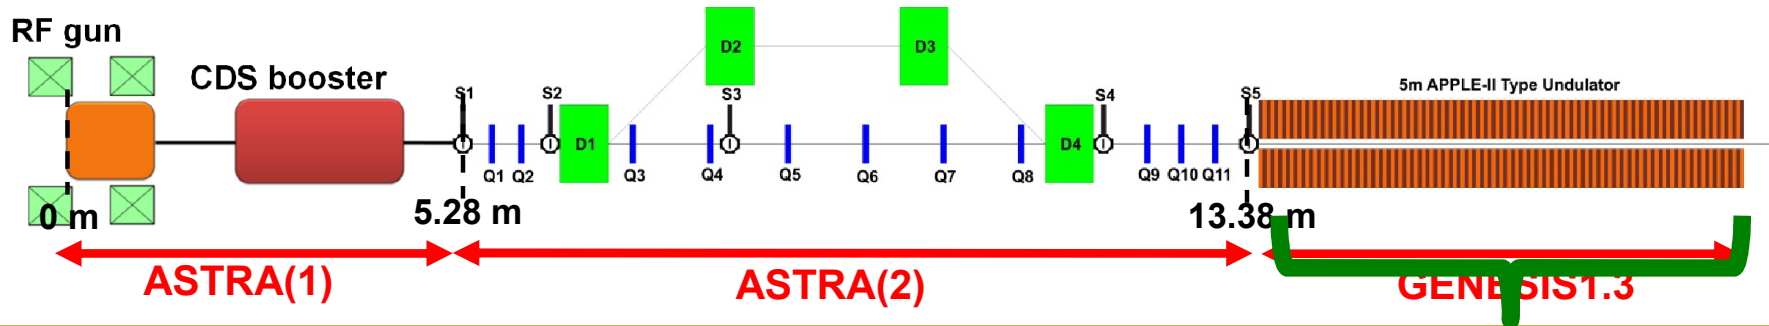 RF gun
CDS booster
D2
D3
5m APPLE-II Type Undulator
S1
S2
S3
S4
S5
D1
D4
Q1
Q2
Q3
Q4
Q5
Q6
Q7
Q8
Q9
Q10
Q11
0 m
5.28 m
13.38 m
ASTRA(1)
ASTRA(2)
GENESIS1.3